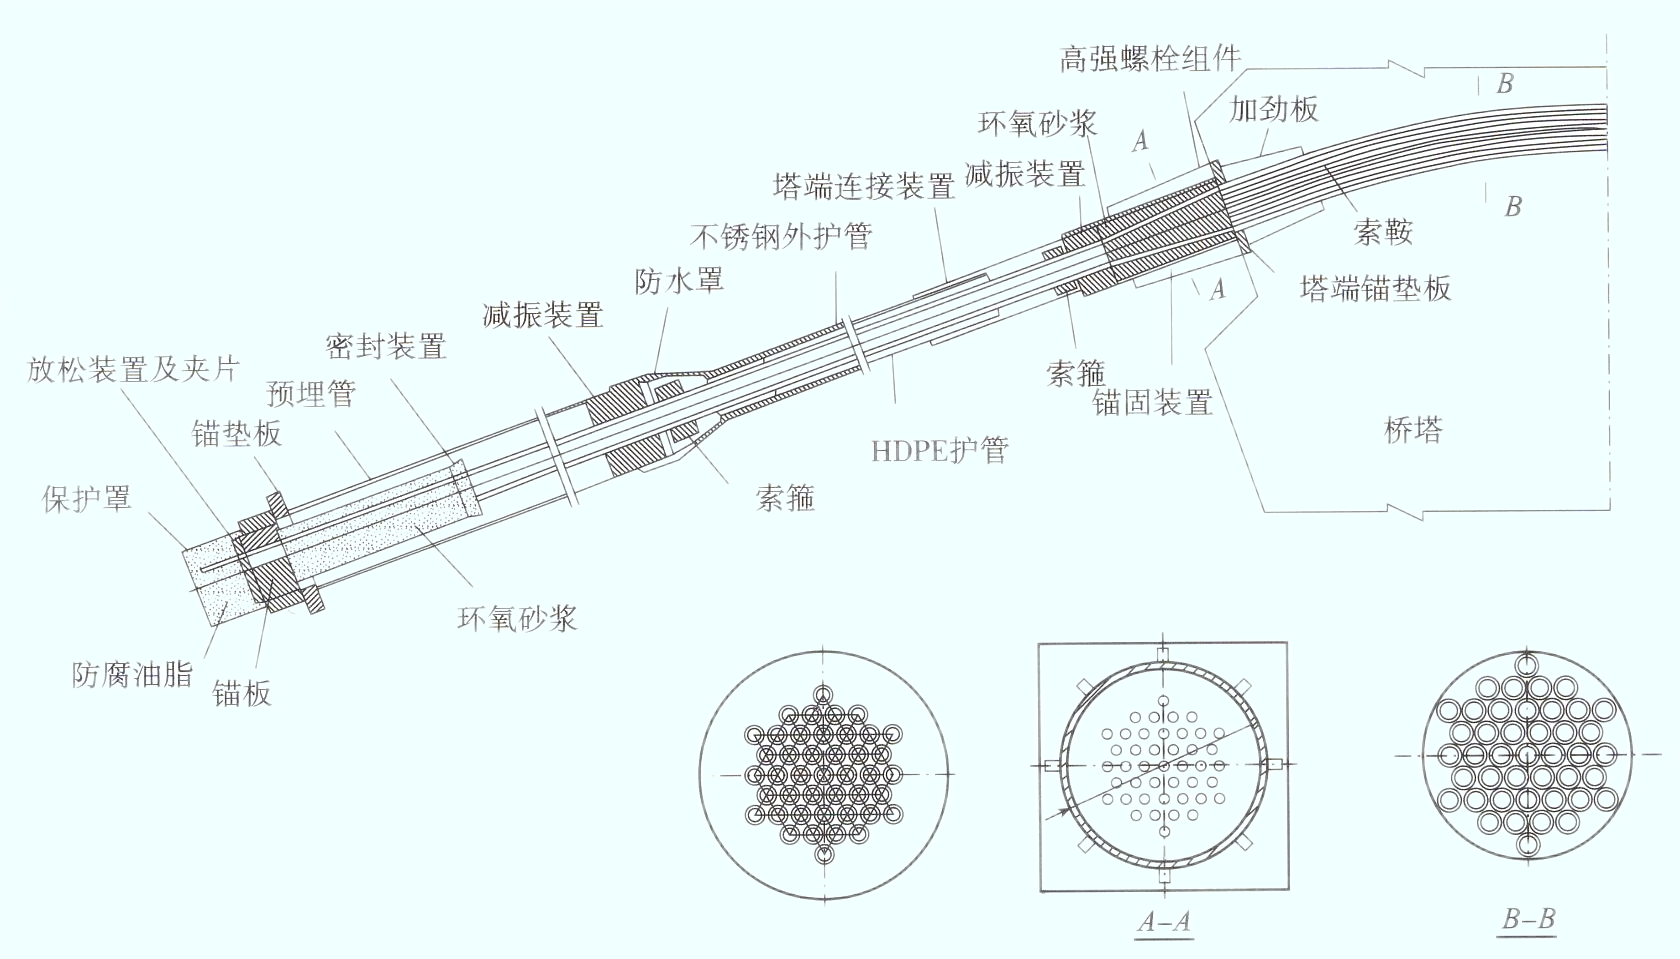 高强螺栓组件
B
加劲板
环氧砂浆
A
减振装置
塔端连接装置
B
索鞍
不锈钢外护管
防水罩
塔端锚垫板
A
减振装置
密封装置
放松装置及夹片
索箍
预埋管
锚固装置
锚垫板
桥塔
HDPE护管
保护罩
索箍
环氧砂浆
防腐油脂
锚板
A–A
B–B